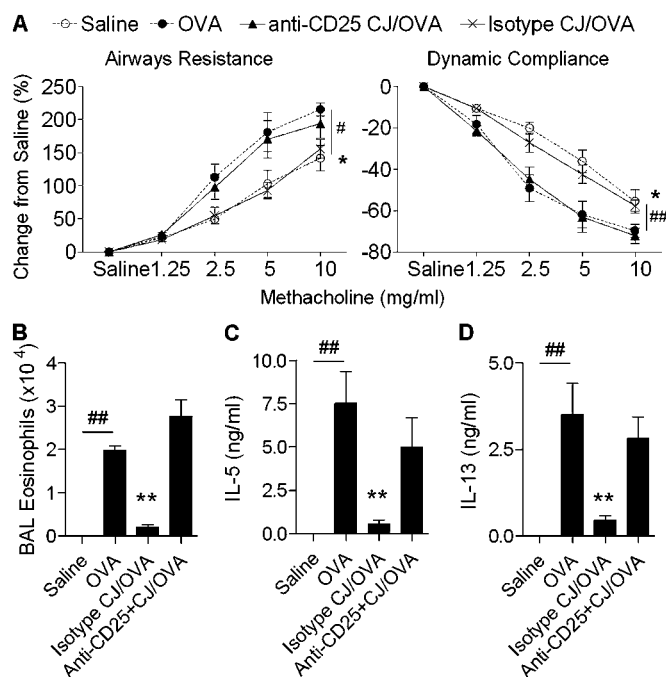 A
Saline OVA anti-CD25 CJ/OVA Isotype CJ/OVA
Airways Resistance
Dynamic Compliance
Change from Saline (%)
250
200
150
100
50
0
#
*
Saline 1.25 2.5 5 10
0
-20
-40
-60
-80
*
##
Saline 1.25 2.5 5 10
Methacholine (mg/ml)
B
BAL Eosinophils (x10 4)
4
3
2
1
0
##
**
Saline
OVA
Isotype CJ/OVA
Anti-CD25+CJ/OVA
C
IL-5 (ng/ml)
10.0
7.5
5.0
2.5
0.0
##
**
Saline
OVA
Isotype CJ/OVA
Anti-CD25+CJ/OVA
D
IL-13 (ng/ml)
5.0
2.5
0.0
##
**
Saline
OVA
Isotype CJ/OVA
Anti-CD25+CJ/OVA